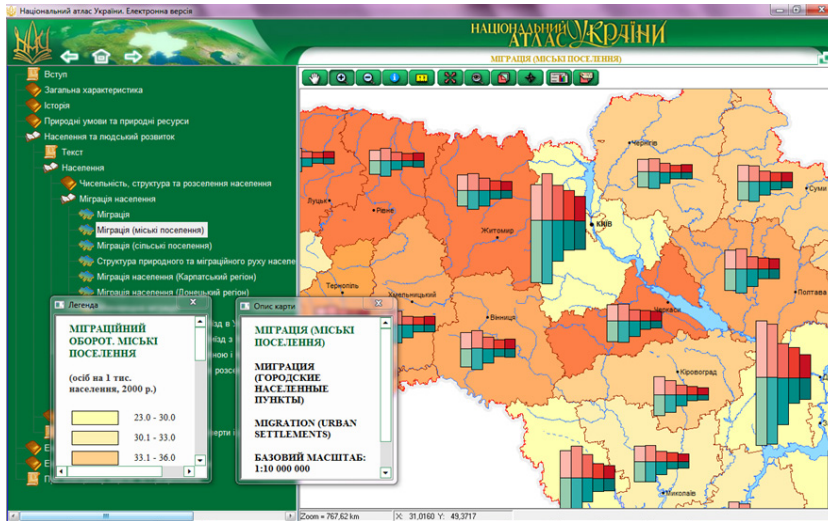 Національний атлас України. Електронна версія
НАЦІОНАЛЬНИЙ
АТЛАС УКРАЇНИ
МІГРАЦІЯ (МІСЬКІ ПОСЕЛЕННЯ)
Вступ
Загальна характеристика
Історія
Природні умови та природні ресурси
Населення та людський розвиток
Текст
Населення
Чисельність, структура та розселення населення
Міграція населення
Міграція
Міграція (міські поселення)
Міграція (сільські поселення)
Структура природного та міграційного руху населе
Міграція населення (Карпатський регіон)
Міграція населення (Донецький регіон)
Легенда
МІГРАЦІЙНИЙ
ОБОРОТ. МІСЬКІ
ПОСЕЛЕННЯ
(осіб на 1 тис.
населення, 2000 р.)
23.0 - 30.0
30.1 - 33.0
33.1 - 36.0
Опис карти
МІГРАЦІЯ (МІСЬКІ
ПОСЕЛЕННЯ)
МИГРАЦИЯ
(ГОРОДСКИЕ
НАСЕЛЕННЫЕ
ПУНКТЫ)
MIGRATION (URBAN
SETTLEMENTS)
БАЗОВИЙ МАСШТАБ:
1:10 000 000
Чернігів
Суми
Луцьк
Рівне
Житомир
КИЇВ
Полтава
Тернопіль
Хмельницький
Вінниця
Черкаси
Кіровоград
Миколаїв
Zoom = 767,62 km
X: 31,0160 Y: 49,3717